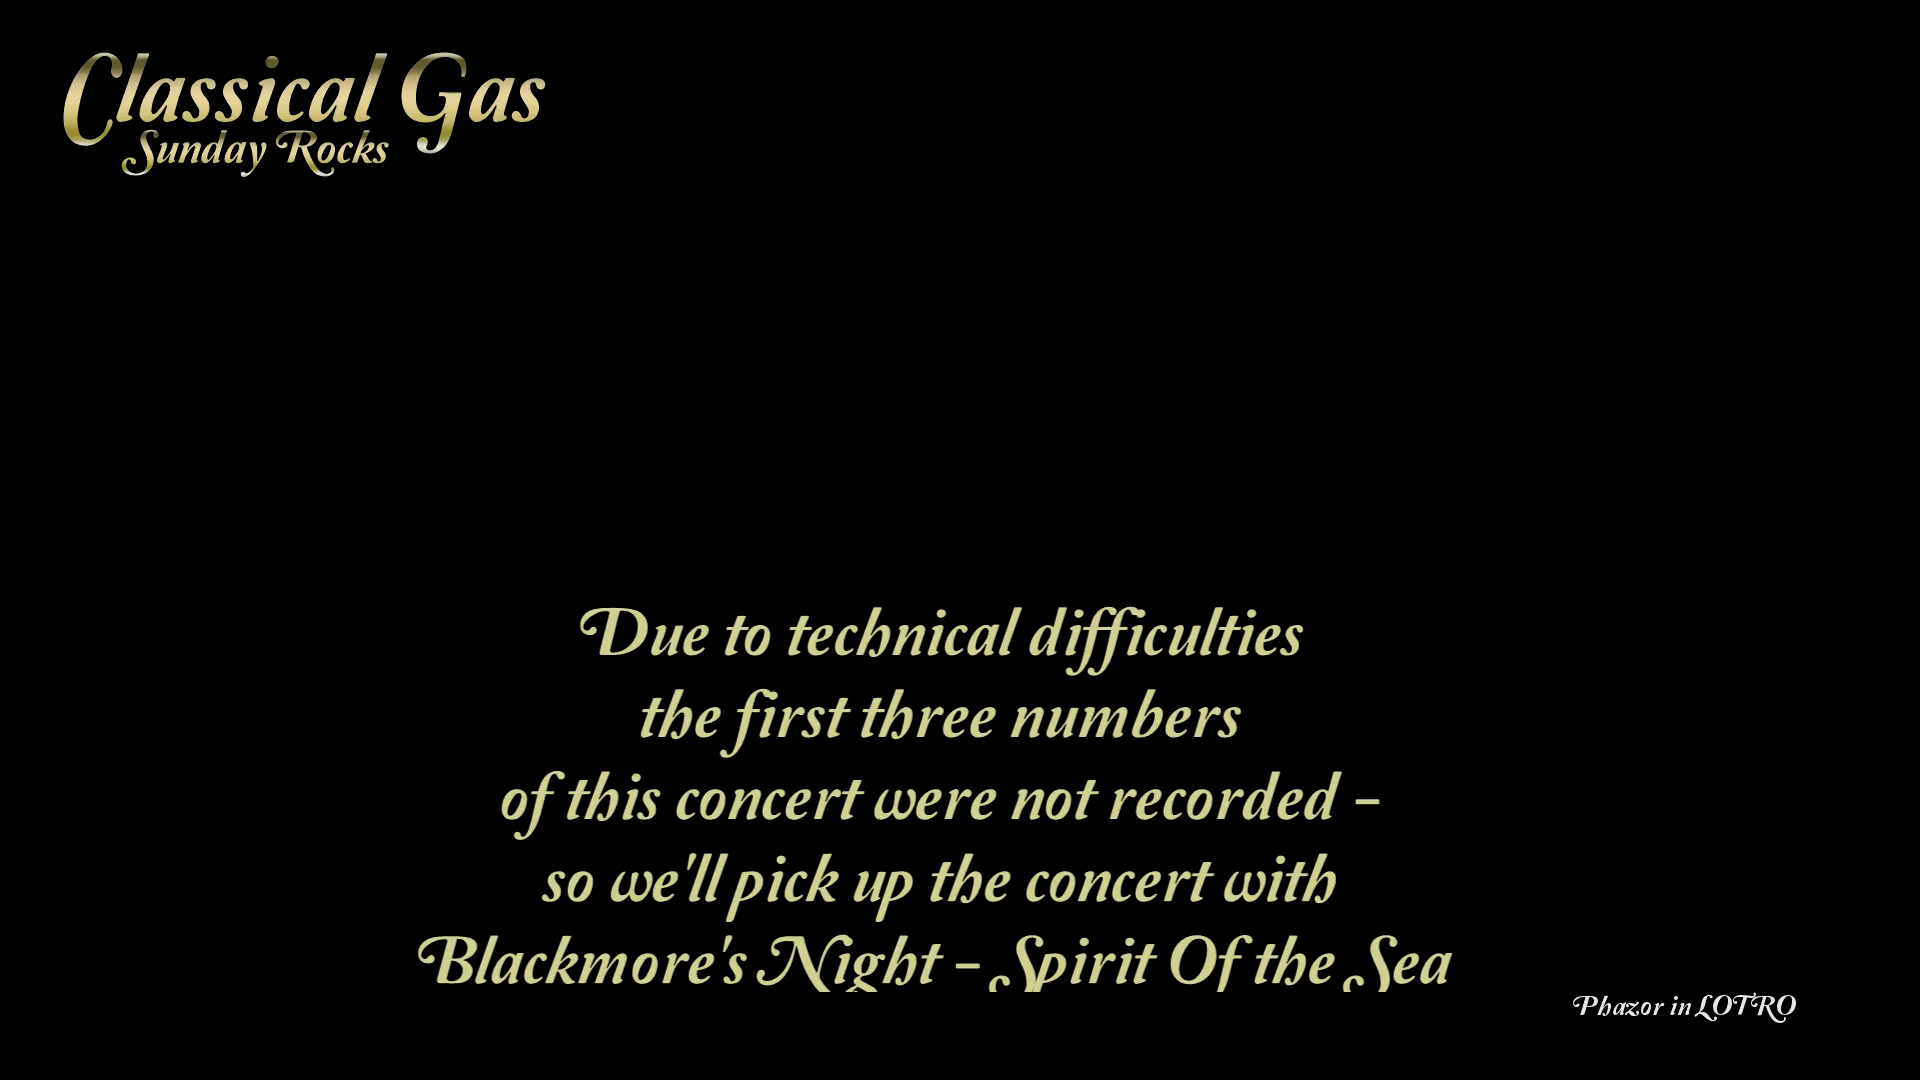 Classical Gas
Sunday Rocks
Due to technical difficulties
the first three numbers
of this concert were not recorded –
so we'll pick up the concert with
Blackmore's Night – Spirit Of the Sea
Phazor in LOTRO